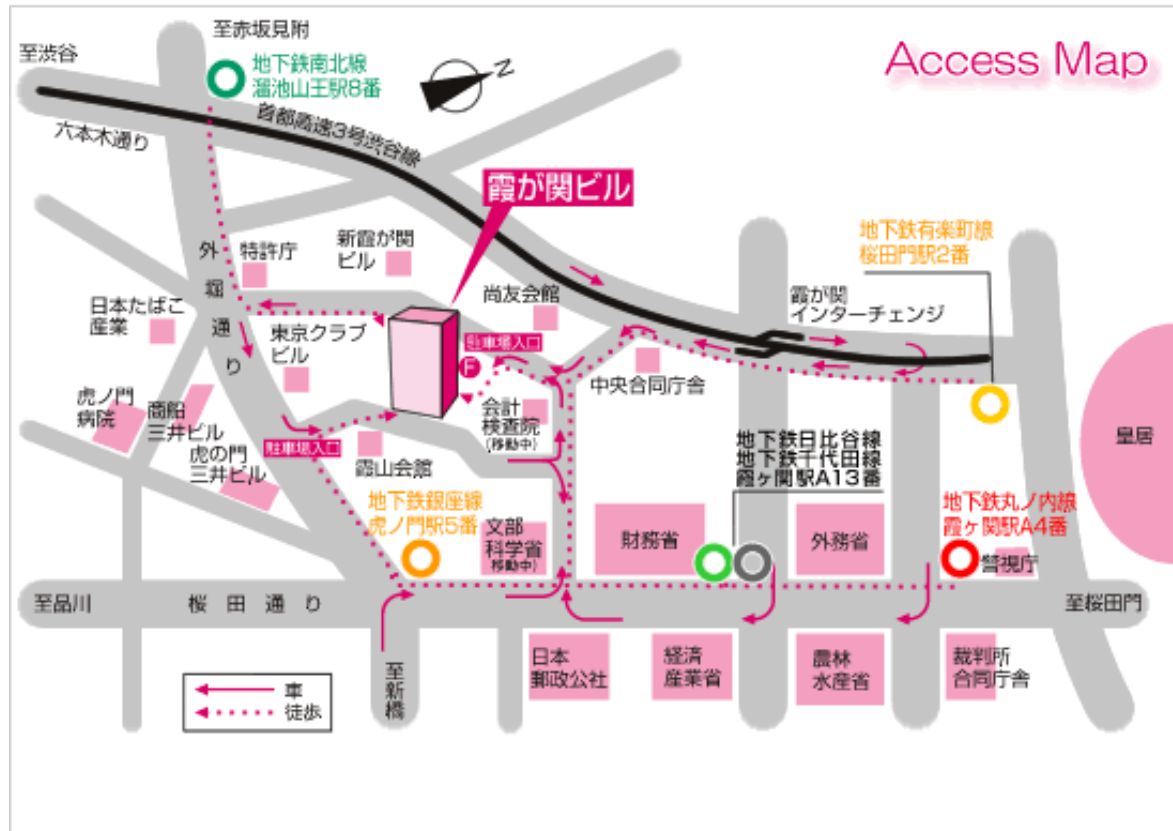 至赤坂見附
至渋谷
地下鉄南北線
溜池山王駅8番
N
Access Map
六本木通り
首都高速3号渋谷線
霞が関ビル
地下鉄有楽町線
桜田門駅2番
外堀通り
特許庁
新霞が関
ビル
尚友会館
霞が関
インターチェンジ
日本たばこ
産業
東京クラブ
ビル
駐車場入口
P
中央合同庁舎
虎ノ門
病院
商船
三井ビル
虎の門
三井ビル
駐車場入口
霞山会館
会計
検査院
(移動中)
地下鉄日比谷線
地下鉄千代田線
霞ヶ関駅A13番
皇居
地下鉄銀座線
虎ノ門駅5番
文部
科学省
(移動中)
財務省
外務省
地下鉄丸ノ内線
霞ヶ関駅A4番
警視庁
至品川
桜田通り
至桜田門
至新橋
日本
郵政公社
経済
産業省
農林
水産省
裁判所
合同庁舎
車
徒歩